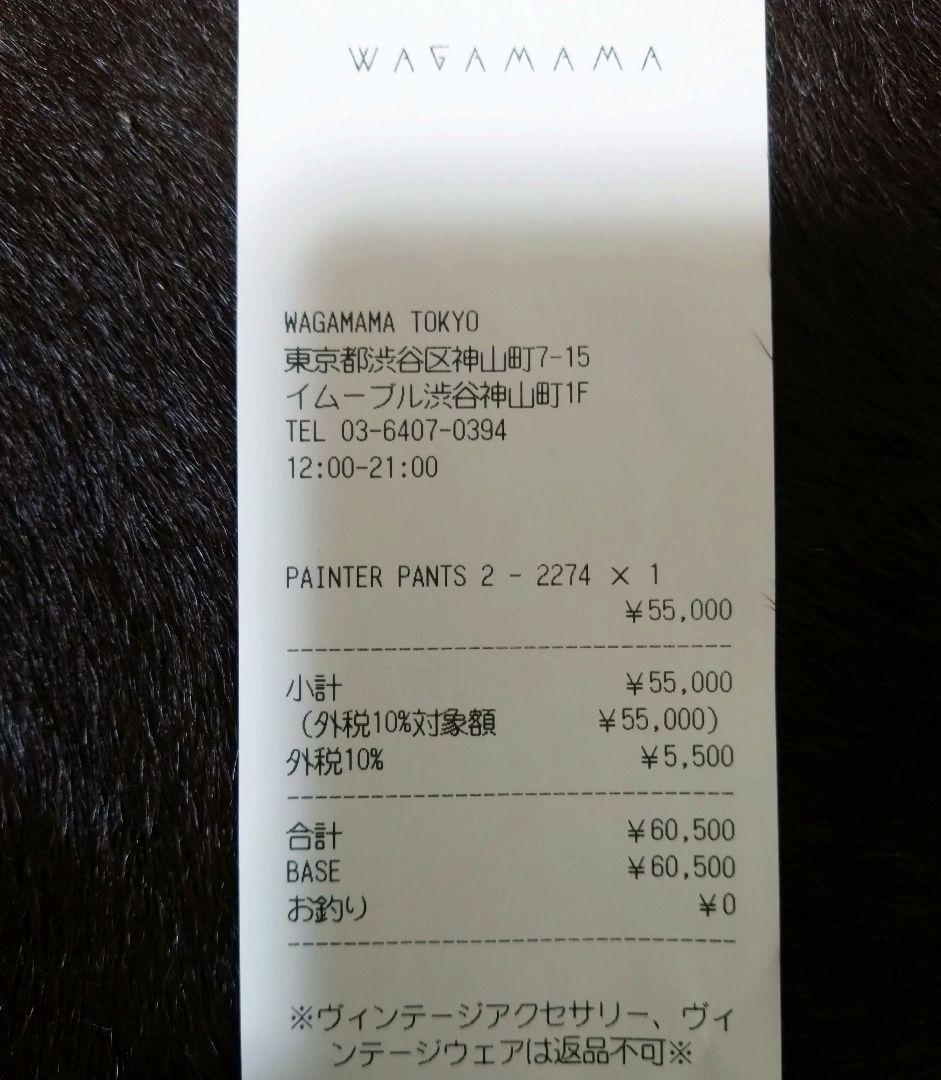 WAGAMAMA
WAGAMAMA TOKYO
東京都渋谷区神山町7-15
イムーブル渋谷神山町1F
TEL 03-6407-0394
12:00-21:00
PAINTER PANTS 2 - 2274 × 1
¥55,000
小計 ¥55,000
(外税10%対象額 ¥55,000)
外税10% ¥5,500
合計 ¥60,500
BASE ¥60,500
お釣り ¥0
※ヴィンテージアクセサリー、ヴィ
ンテージウェアは返品不可※